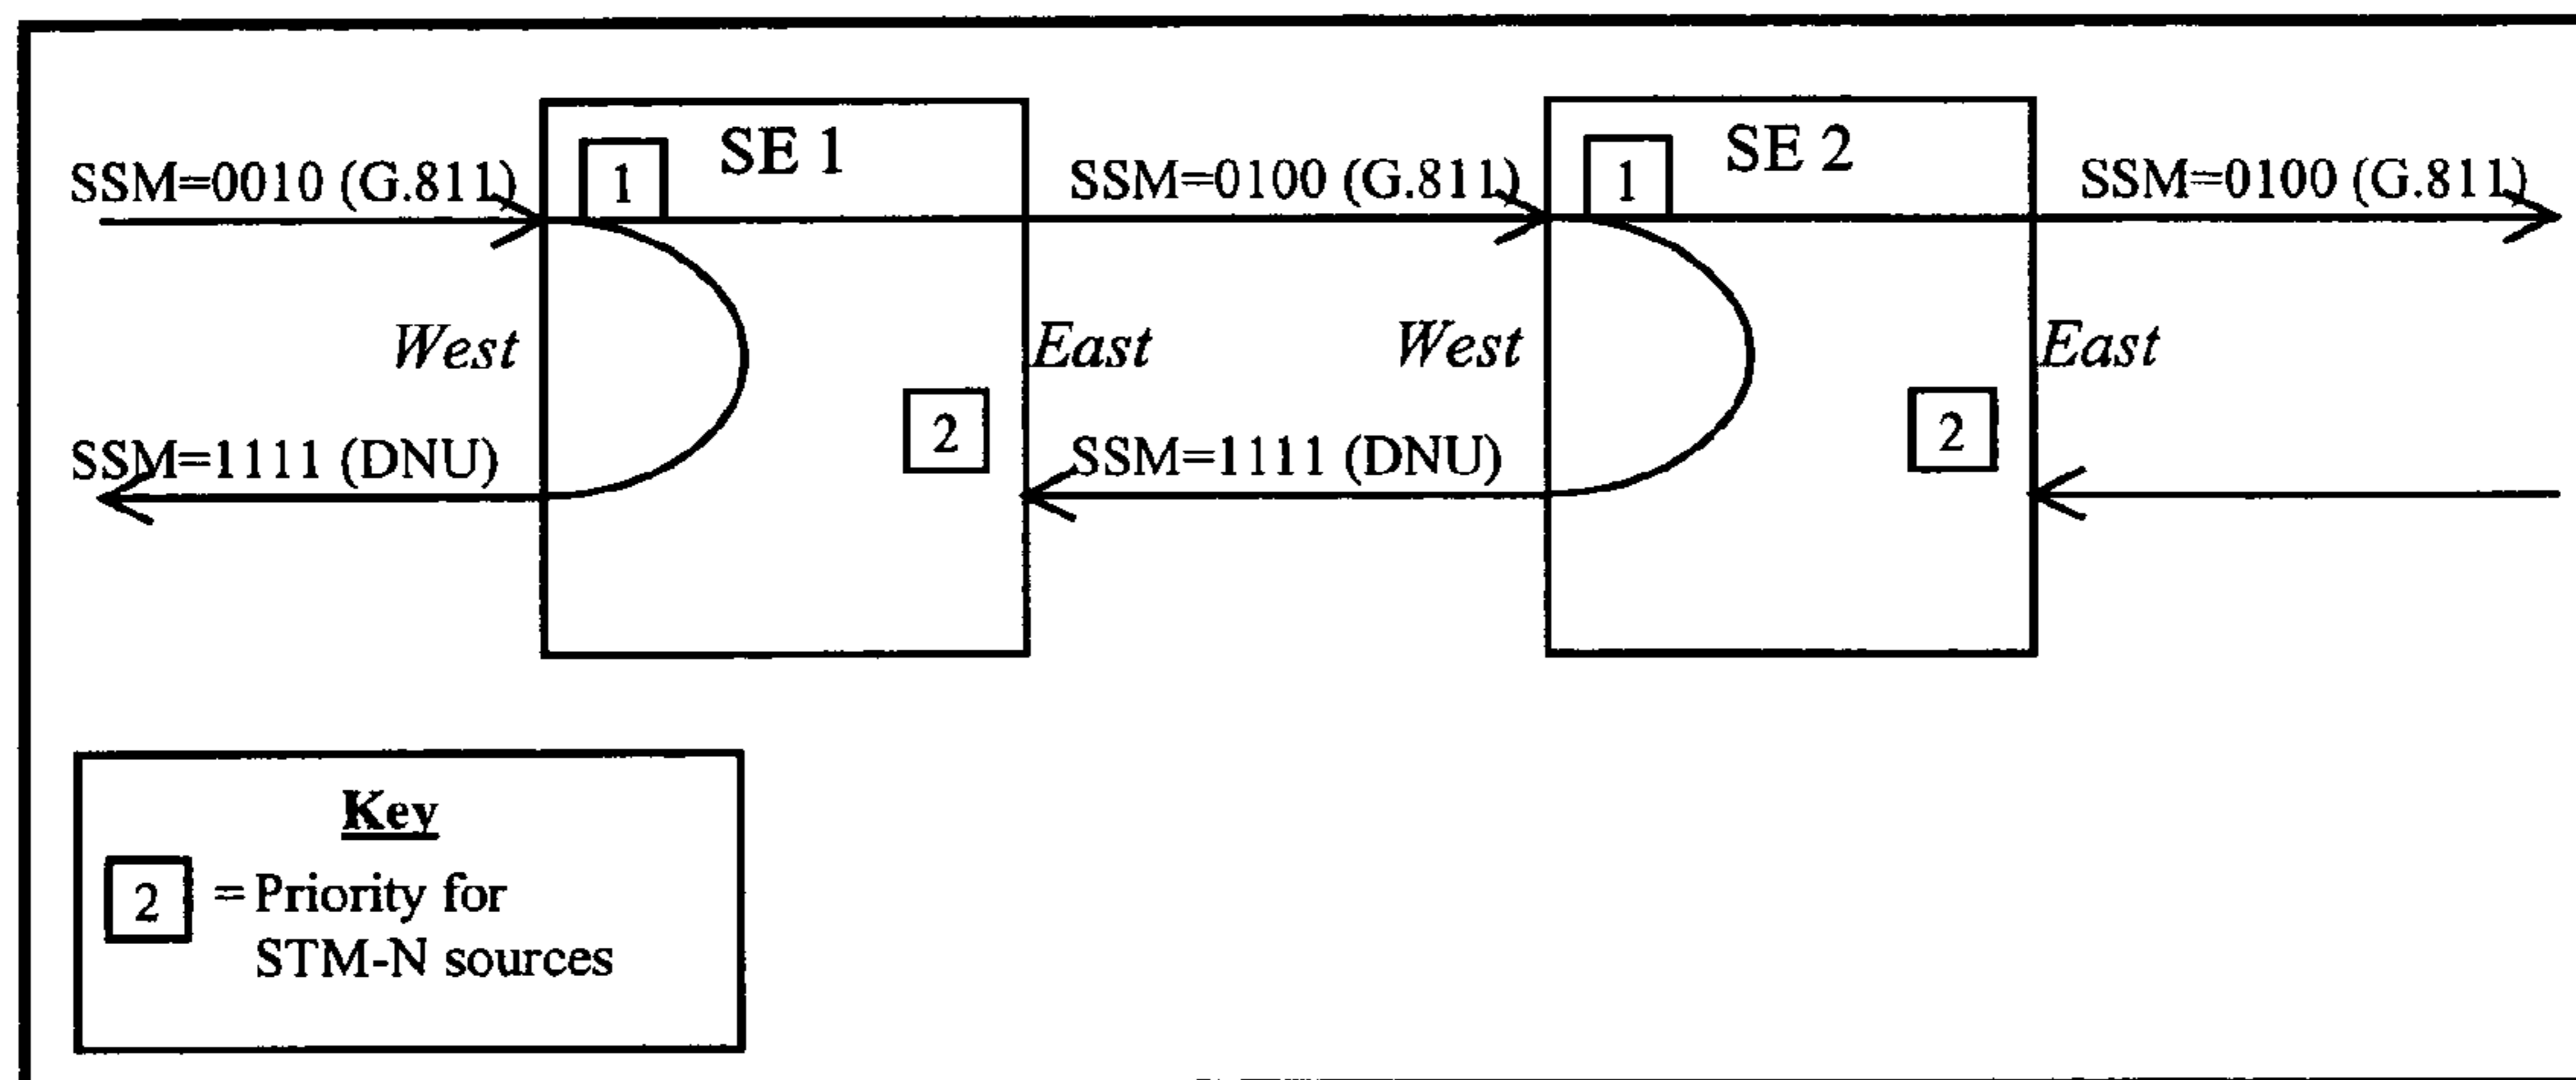 SE 1
SE 2
1
1
SSM=0010 (G.811)
SSM=0100 (G.811)
SSM=0100 (G.811)
West
East
West
East
2
2
SSM=1111 (DNU)
SSM=1111 (DNU)
Key
2 = Priority for
STM-N sources